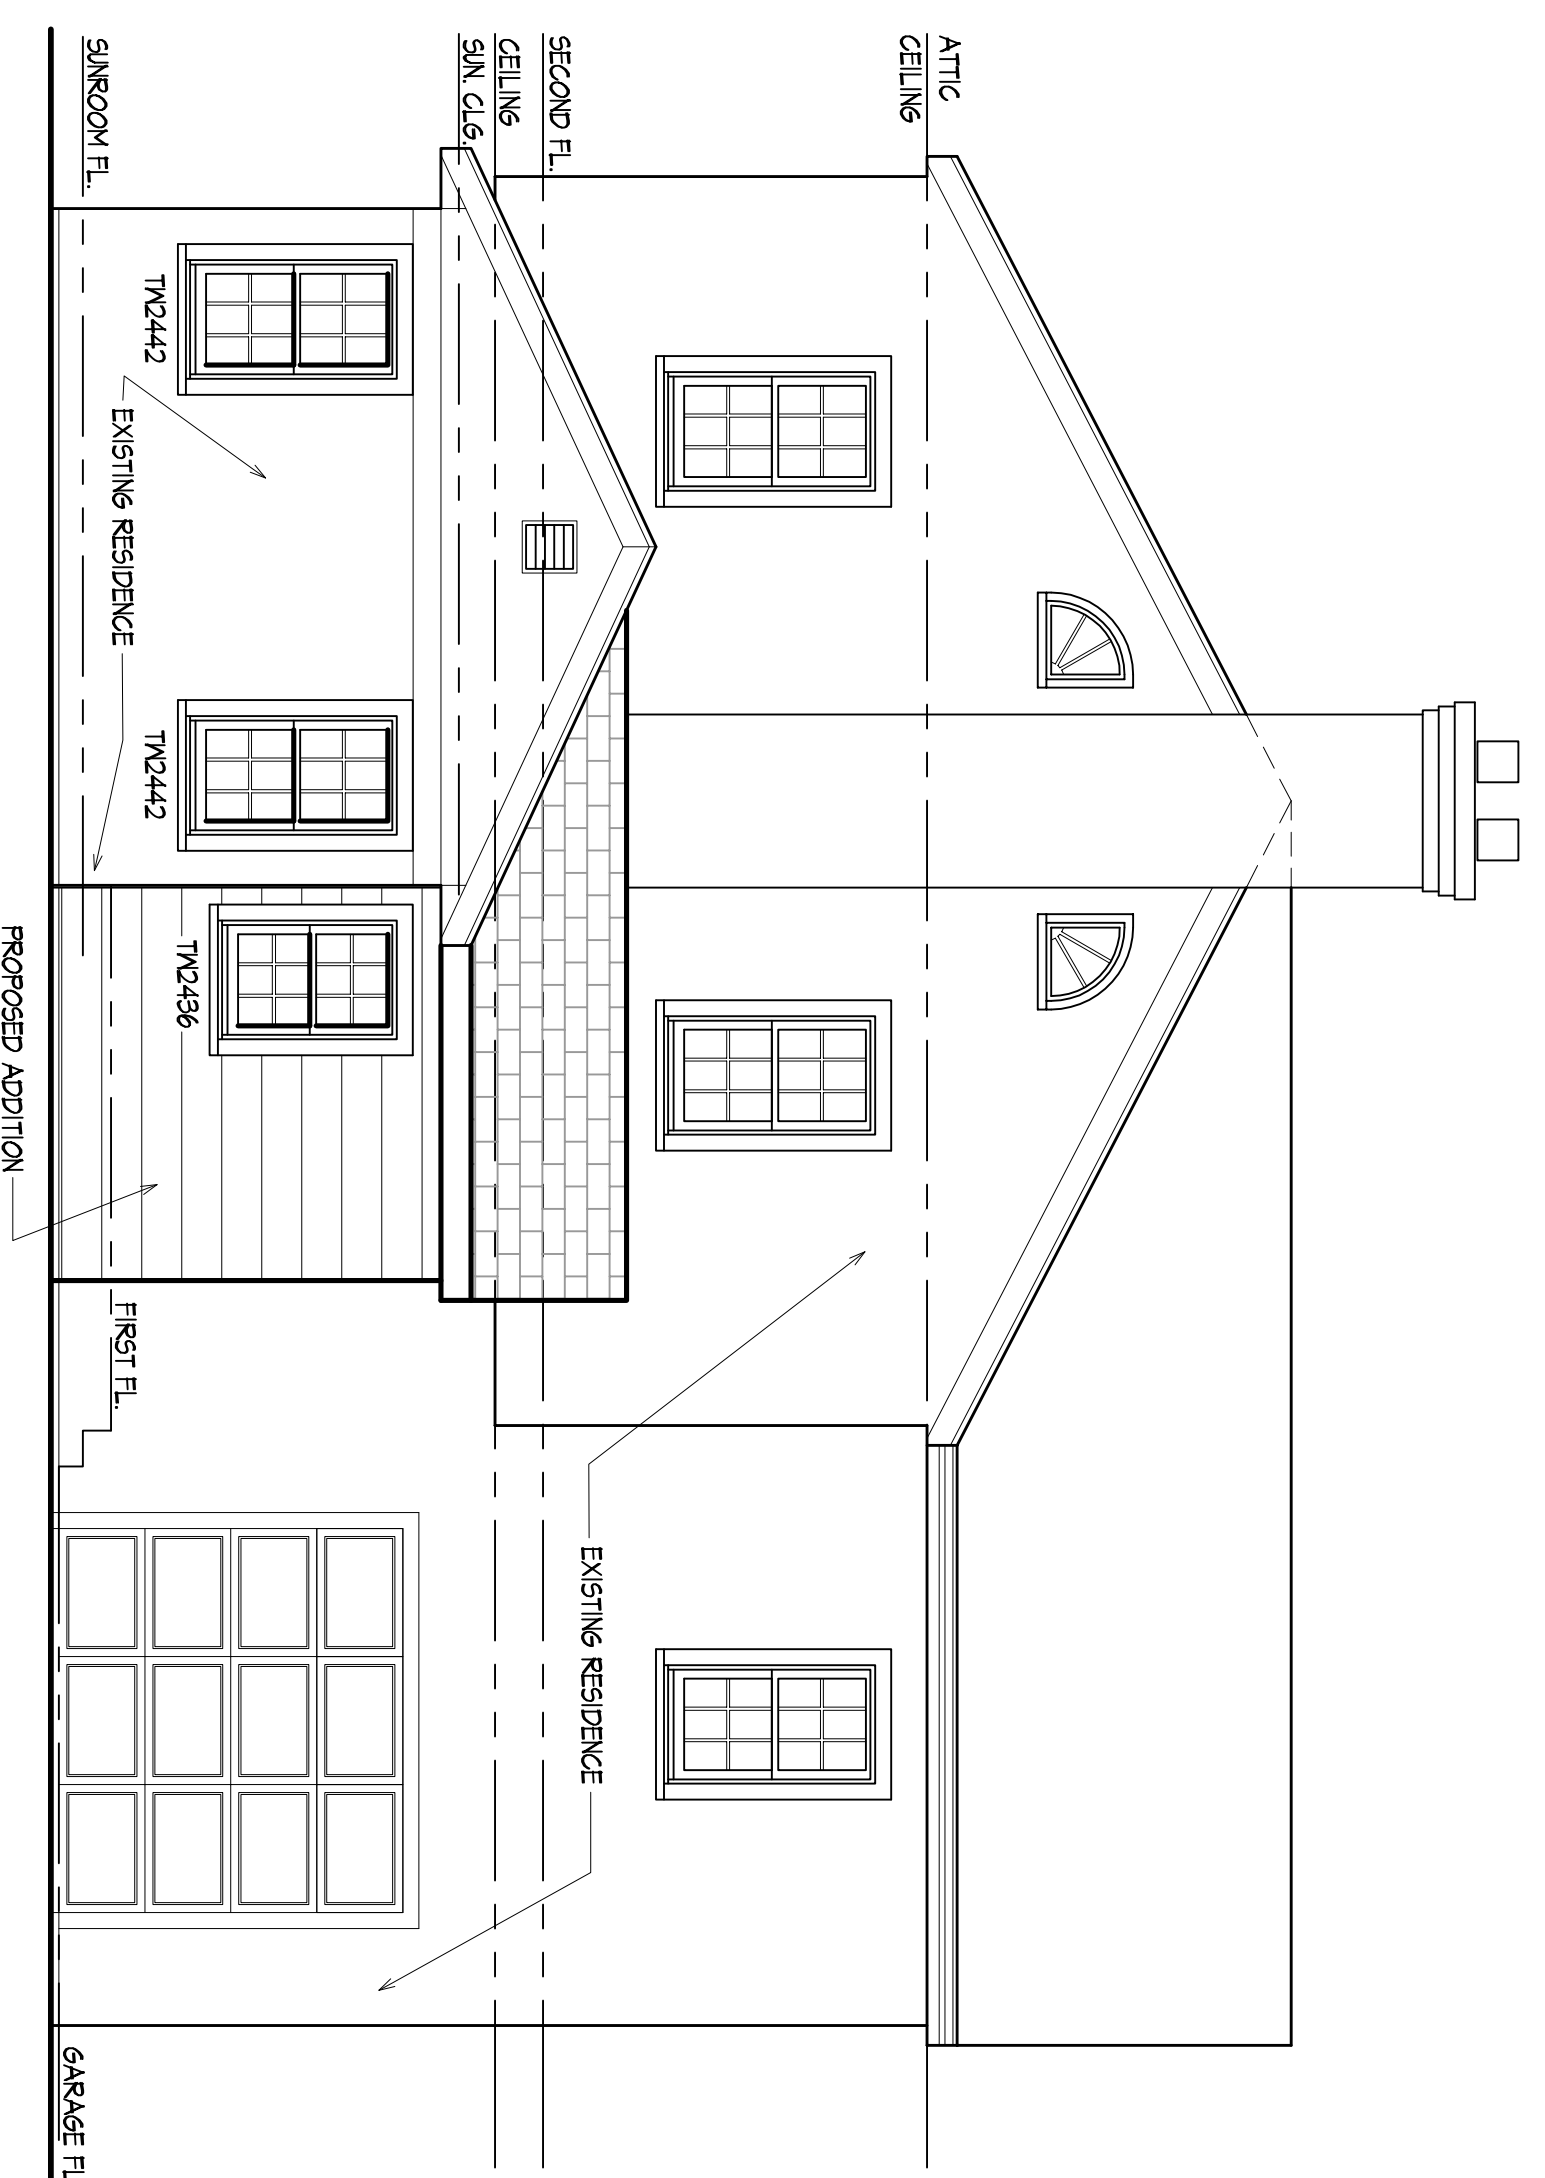 ATTIC
CEILING
SECOND FL.
CEILING
SUN. CLG.
SUNROOM FL.
TW2442
EXISTING RESIDENCE
TW2442
TW2436
PROPOSED ADDITION
FIRST FL.
EXISTING RESIDENCE
GARAGE FL